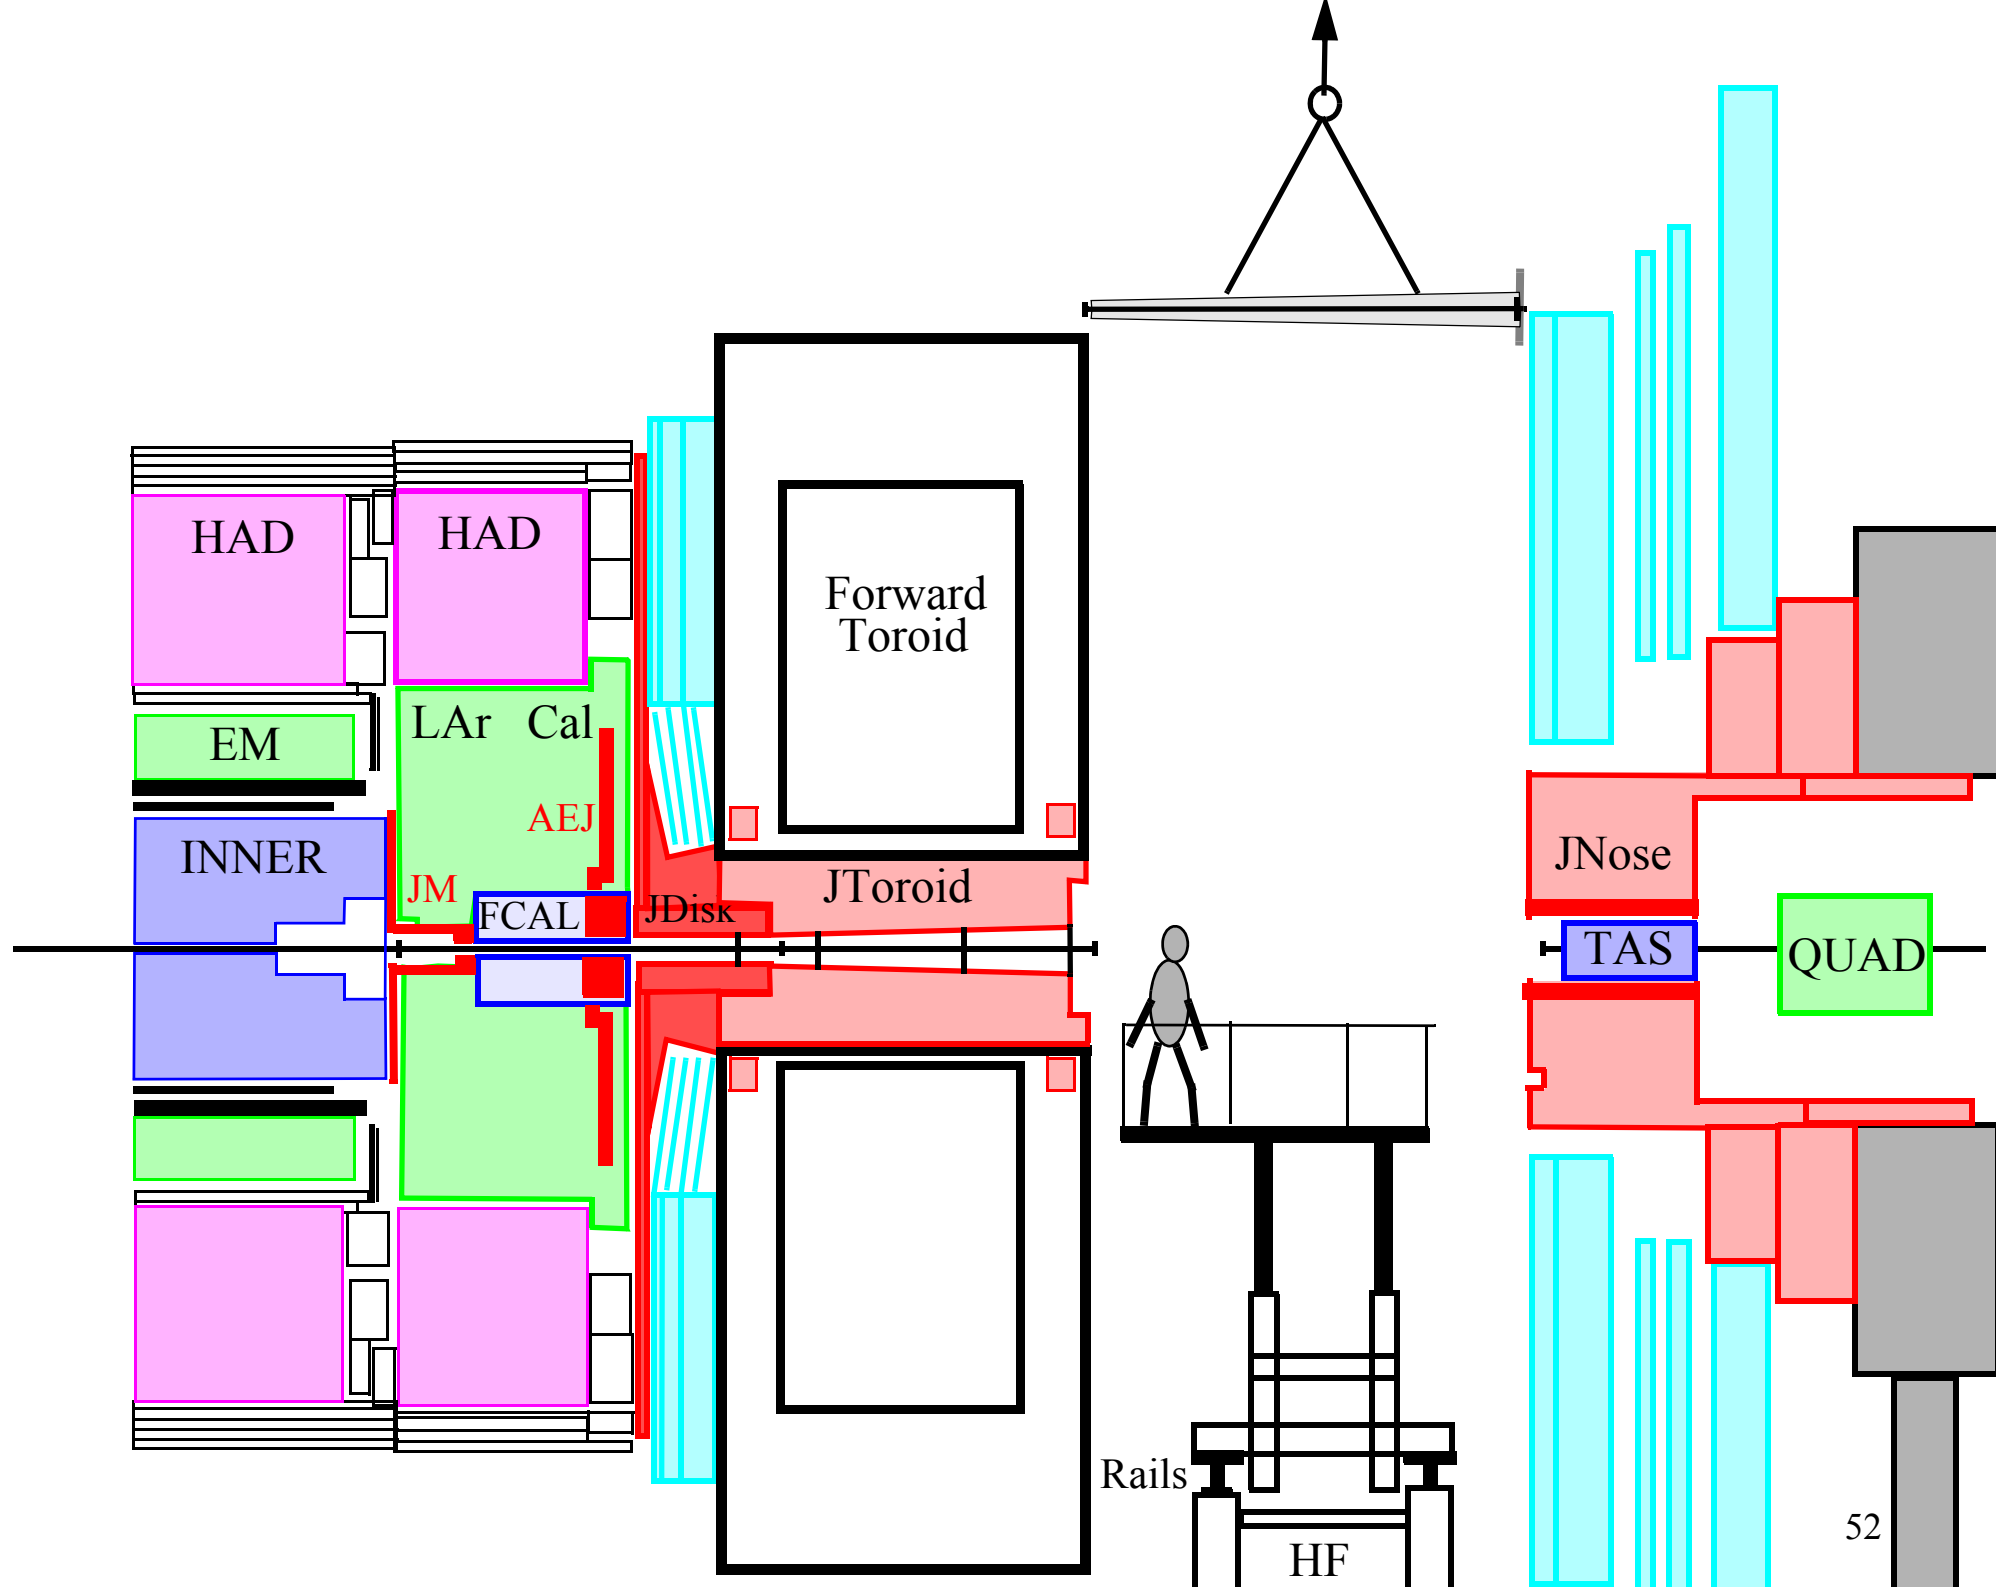 HAD
HAD
Forward
Toroid
LAr Cal
EM
AEJ
INNER
JM
FCAL
JDisk
JToroid
JNose
TAS
QUAD
Rails
HF
52